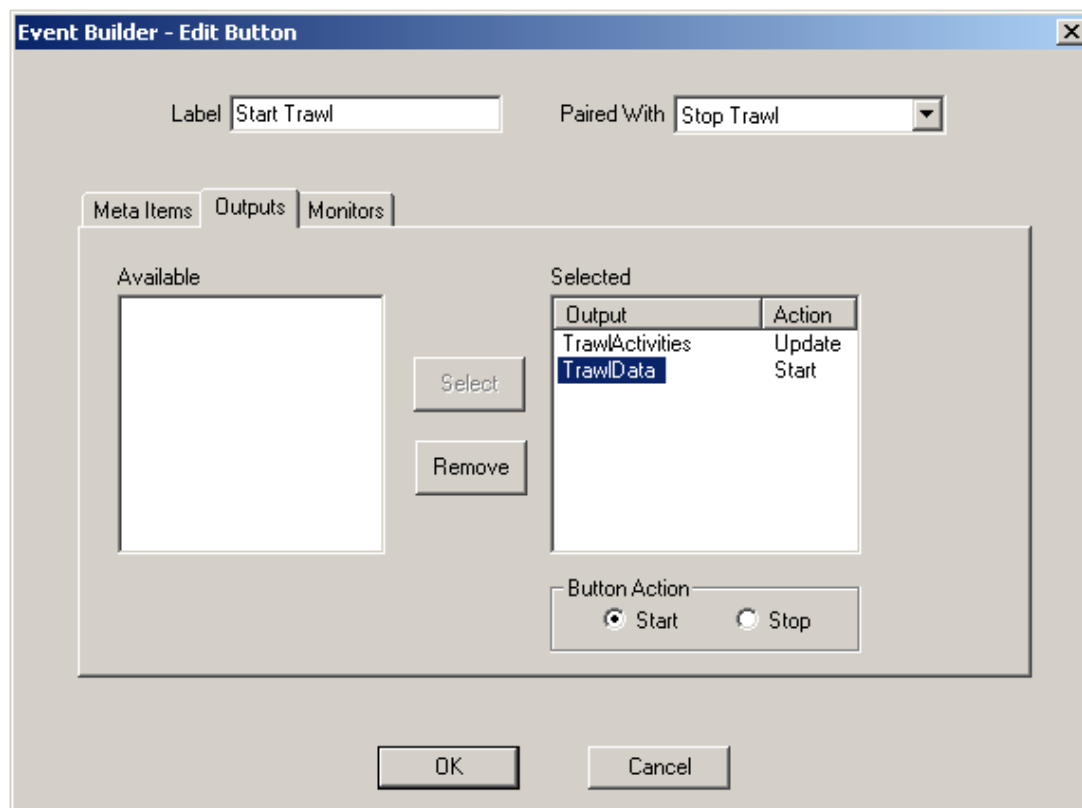 Event Builder - Edit Button
Label Start Trawl Paired With Stop Trawl
Meta Items Outputs Monitors
Available Selected
Output Action
TrawlActivities Update
TrawlData Start
Select
Remove
Button Action
Start Stop
OK Cancel